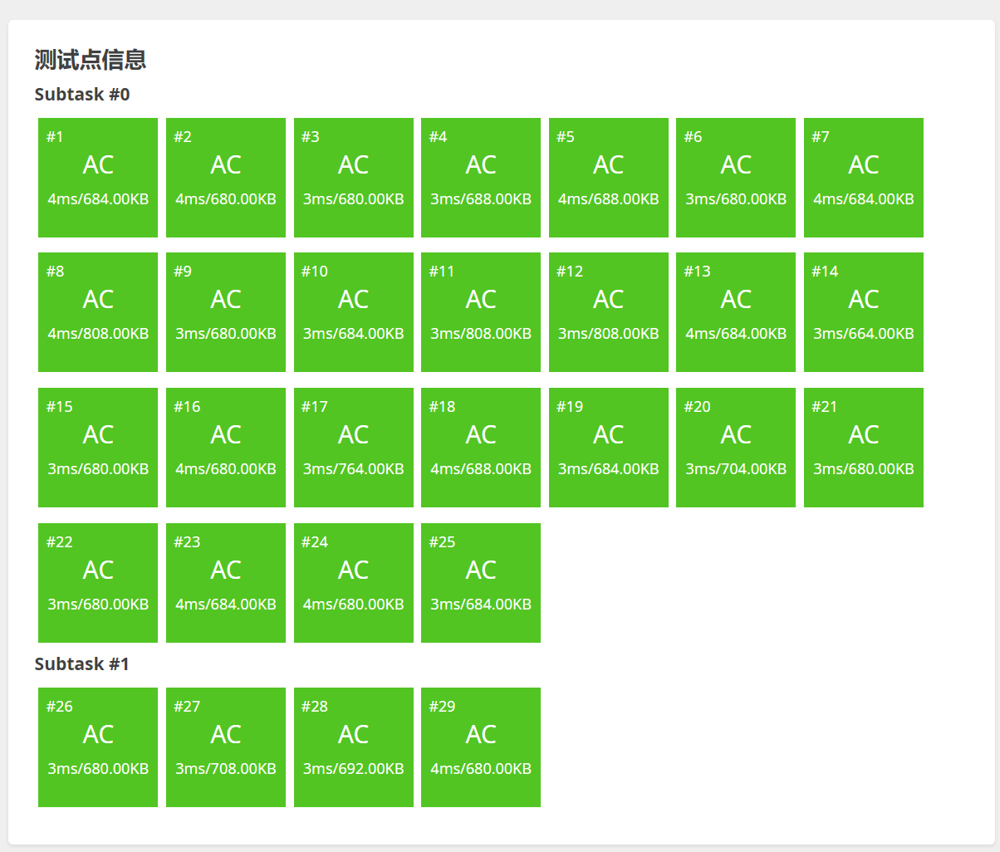 测试点信息
Subtask #0
#1 #2 #3 #4 #5 #6 #7
AC AC AC AC AC AC AC
4ms/684.00KB 4ms/680.00KB 3ms/680.00KB 3ms/688.00KB 4ms/688.00KB 3ms/680.00KB 4ms/684.00KB
#8 #9 #10 #11 #12 #13 #14
AC AC AC AC AC AC AC
4ms/808.00KB 3ms/680.00KB 3ms/684.00KB 3ms/808.00KB 3ms/808.00KB 4ms/684.00KB 3ms/664.00KB
#15 #16 #17 #18 #19 #20 #21
AC AC AC AC AC AC AC
3ms/680.00KB 4ms/680.00KB 3ms/764.00KB 4ms/688.00KB 3ms/684.00KB 3ms/704.00KB 3ms/680.00KB
#22 #23 #24 #25
AC AC AC AC
3ms/680.00KB 4ms/684.00KB 4ms/680.00KB 3ms/684.00KB
Subtask #1
#26 #27 #28 #29
AC AC AC AC
3ms/680.00KB 3ms/708.00KB 3ms/692.00KB 4ms/680.00KB